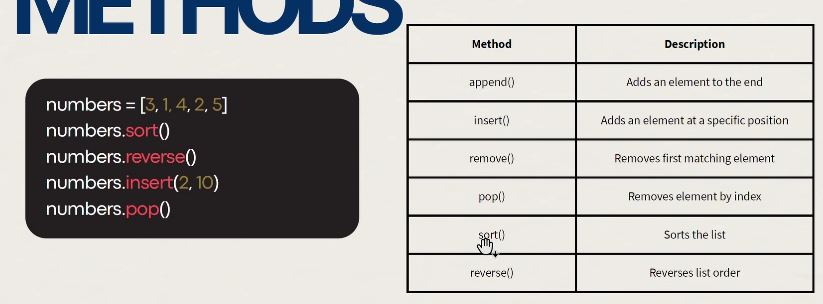 METHODS
numbers = [3, 1, 4, 2, 5]
numbers.sort()
numbers.reverse()
numbers.insert(2, 10)
numbers.pop()
Method Description
append() Adds an element to the end
insert() Adds an element at a specific position
remove() Removes first matching element
pop() Removes element by index
sort() Sorts the list
reverse() Reverses list order